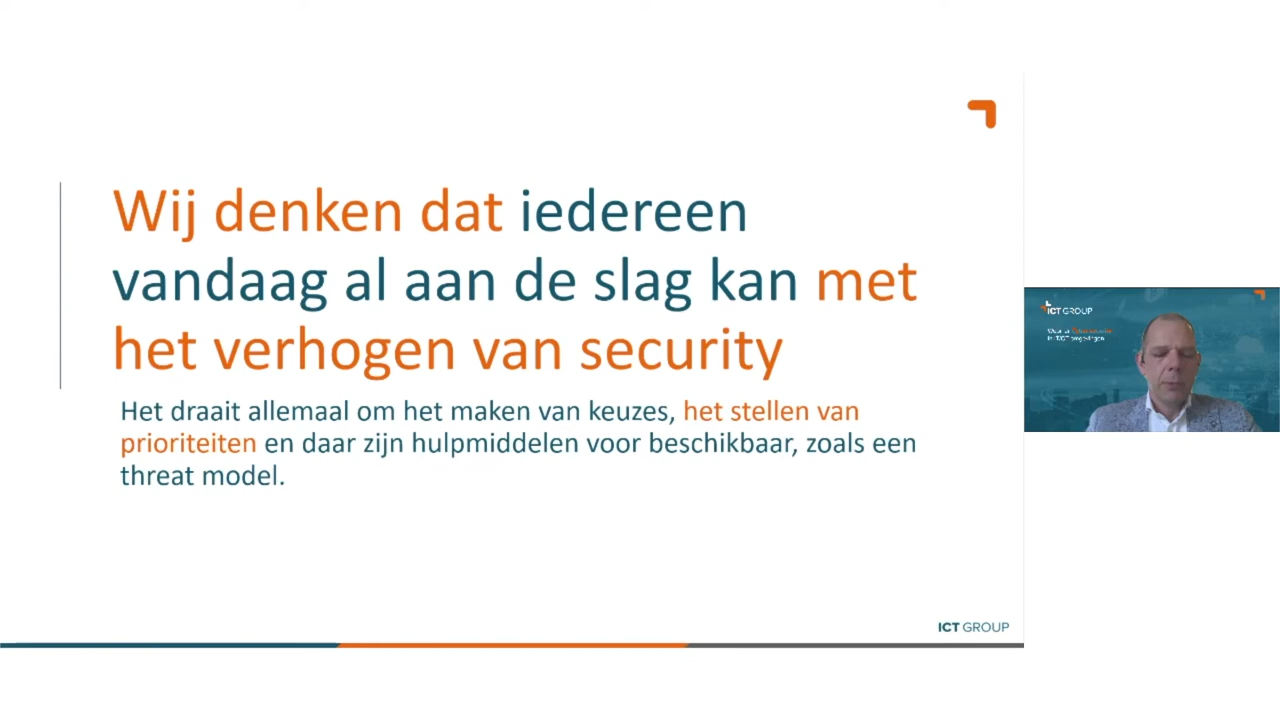 Wij denken dat iedereen
vandaag al aan de slag kan met
het verhogen van security
Het draait allemaal om het maken van keuzes, het stellen van
prioriteiten en daar zijn hulpmiddelen voor beschikbaar, zoals een
threat model.
ICT GROUP
ICT GROUP